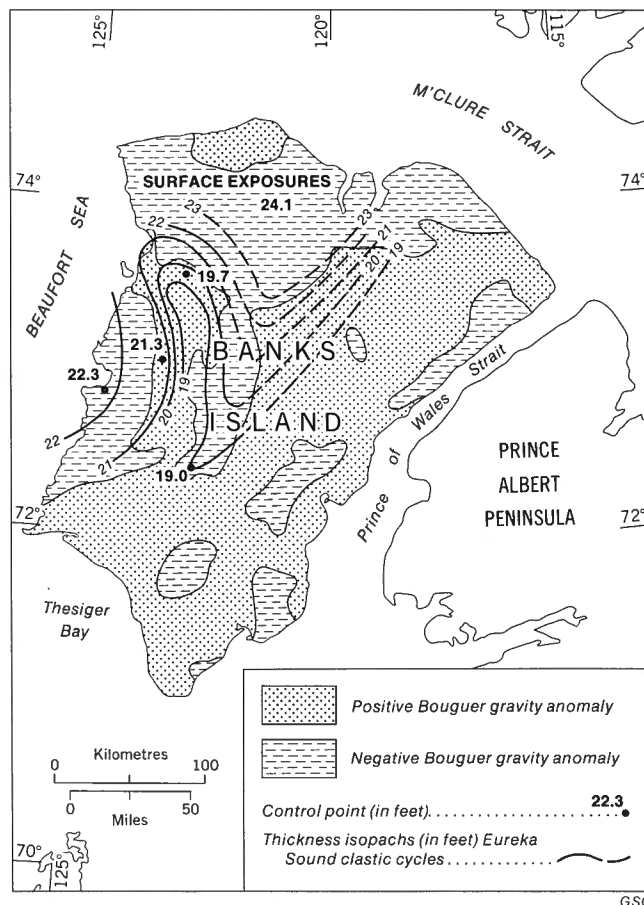 125°
120°
115°
M'CLURE STRAIT
74°
74°
SURFACE EXPOSURES
24.1
BEAUFORT SEA
23
22
23
22
21
20
19
19.7
21.3
BANKS
19
22.3
20
ISLAND
22
21
19.0
Prince of Wales Strait
PRINCE
ALBERT
PENINSULA
72°
72°
Thesiger
Bay
Positive Bouguer gravity anomaly
Kilometres
0 100
Negative Bouguer gravity anomaly
0 50
Miles
22.3
Control point (in feet)
Thickness isopachs (in feet) Eureka
Sound clastic cycles
70°
125°
GSC